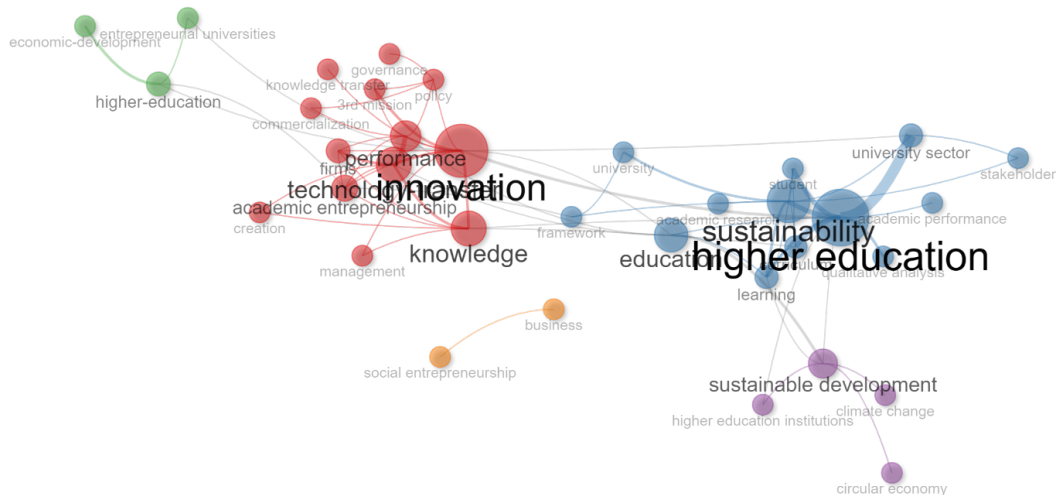 entrepreneurial universities
economic-development
governance
knowledge transfer
policy
higher-education
3rd mission
commercialization
university sector
performance
firms
university
stakeholder
student
technology-transfer
innovation
academic entrepreneurship
academic research
academic performance
creation
framework
sustainability
knowledge
education
higher education
curriculum
management
qualitative analysis
learning
business
social entrepreneurship
sustainable development
climate change
higher education institutions
circular economy